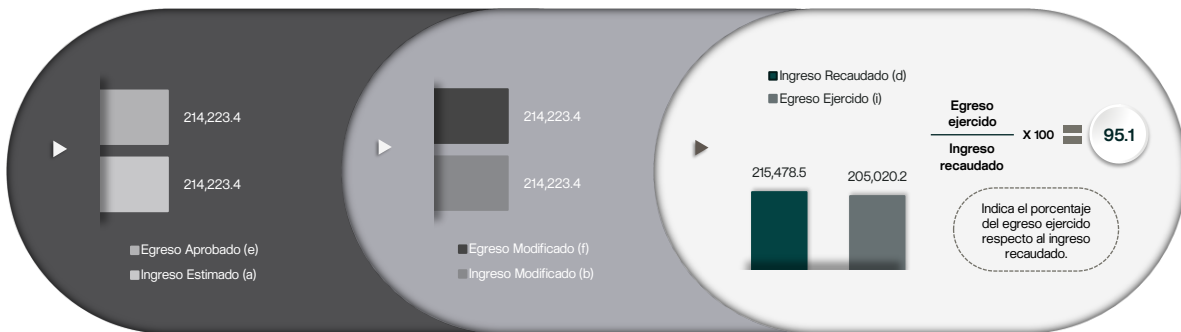 214,223.4
214,223.4
Egreso Aprobado (e)
Ingreso Estimado (a)
214,223.4
214,223.4
Egreso Modificado (f)
Ingreso Modificado (b)
Ingreso Recaudado (d)
Egreso Ejercido (i)
215,478.5
205,020.2
Egreso
ejercido
Ingreso
recaudado
X 100
95.1
Indica el porcentaje
del egreso ejercido
respecto al ingreso
recaudado.